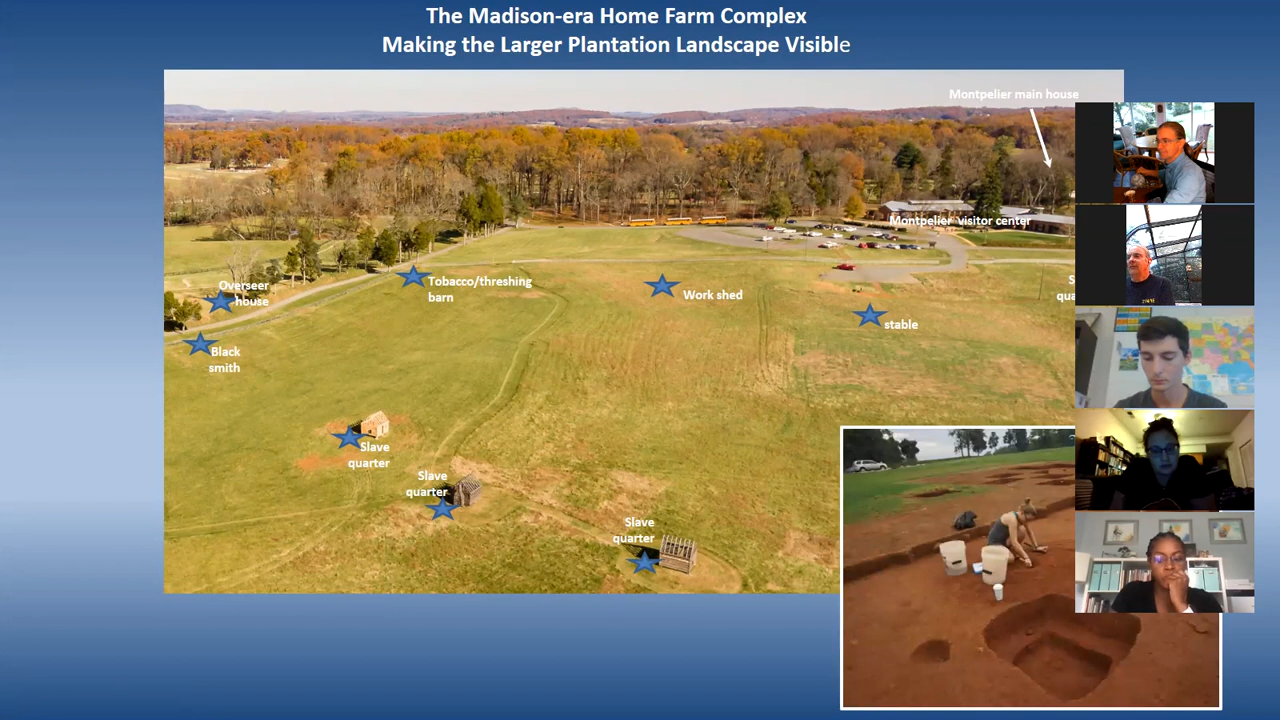 The Madison-era Home Farm Complex
Making the Larger Plantation Landscape Visible
Montpelier main house
Montpelier visitor center
Overseer
house
Tobacco/threshing
barn
Work shed
stable
Black
smith
Slave
quarter
Slave
quarter
Slave
quarter